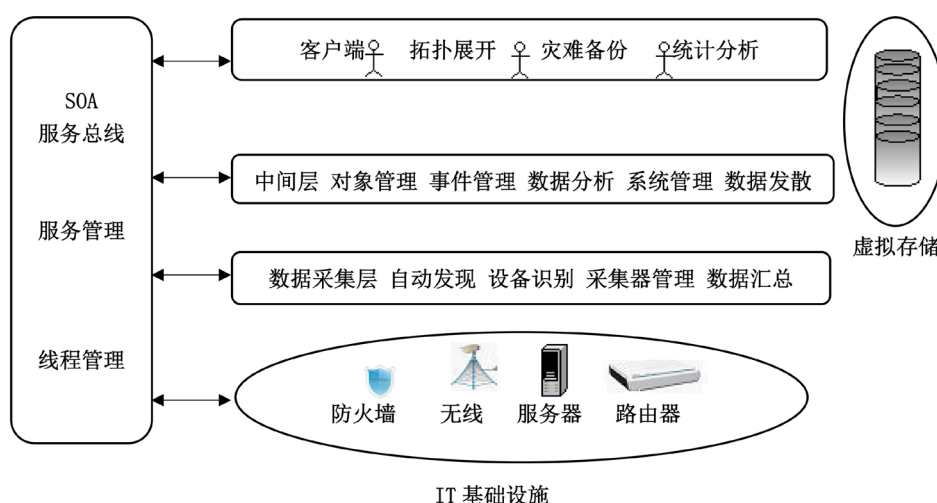 客户端 拓扑展开 灾难备份 统计分析
SOA
服务总线
中间层 对象管理 事件管理 数据分析 系统管理 数据发散
服务管理
虚拟存储
数据采集层 自动发现 设备识别 采集器管理 数据汇总
线程管理
防火墙 无线 服务器 路由器
IT 基础设施